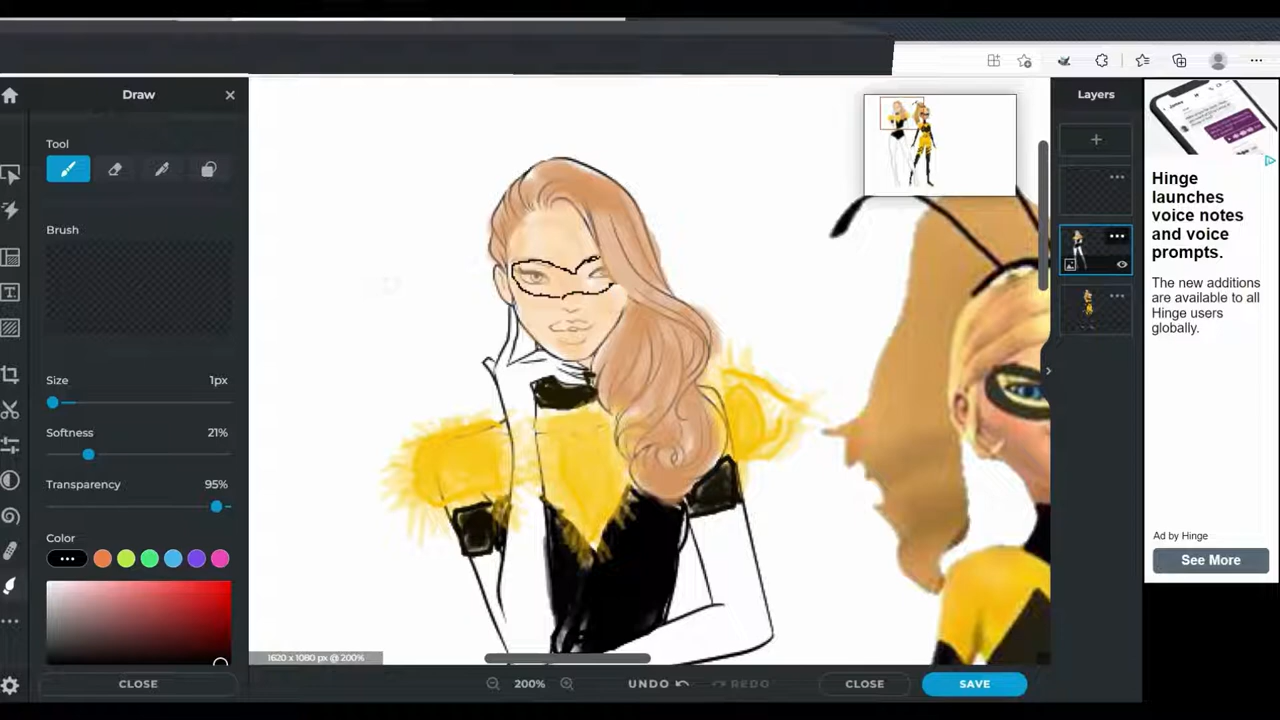 Draw
Tool
Brush
Size 1px
Softness 21%
Transparency 95%
Color
CLOSE
1620 x 1080 px @ 200%
200%
UNDO
REDO
CLOSE
SAVE
Layers
Hinge
launches
voice notes
and voice
prompts.
The new additions
are available to all
Hinge users
globally.
Ad by Hinge
See More